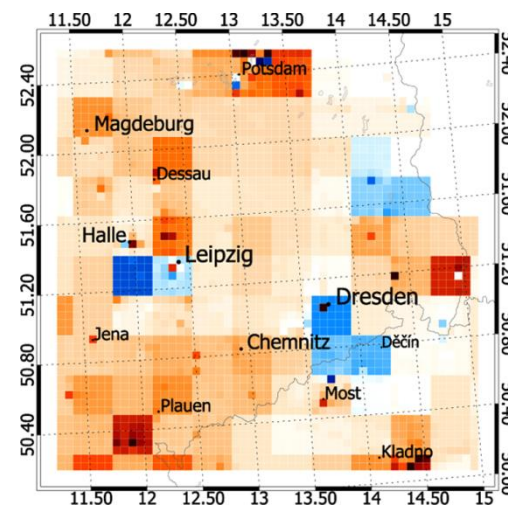 11.50 12 12.50 13 13.50 14 14.50 15
52.40
Potsdam
Magdeburg
52.00
Dessau
51.60
Halle
Leipzig
51.20
Dresden
Jena
Chemnitz
Děčín
50.80
Plauen
Most
50.40
Kladno
11.50 12 12.50 13 13.50 14 14.50 15